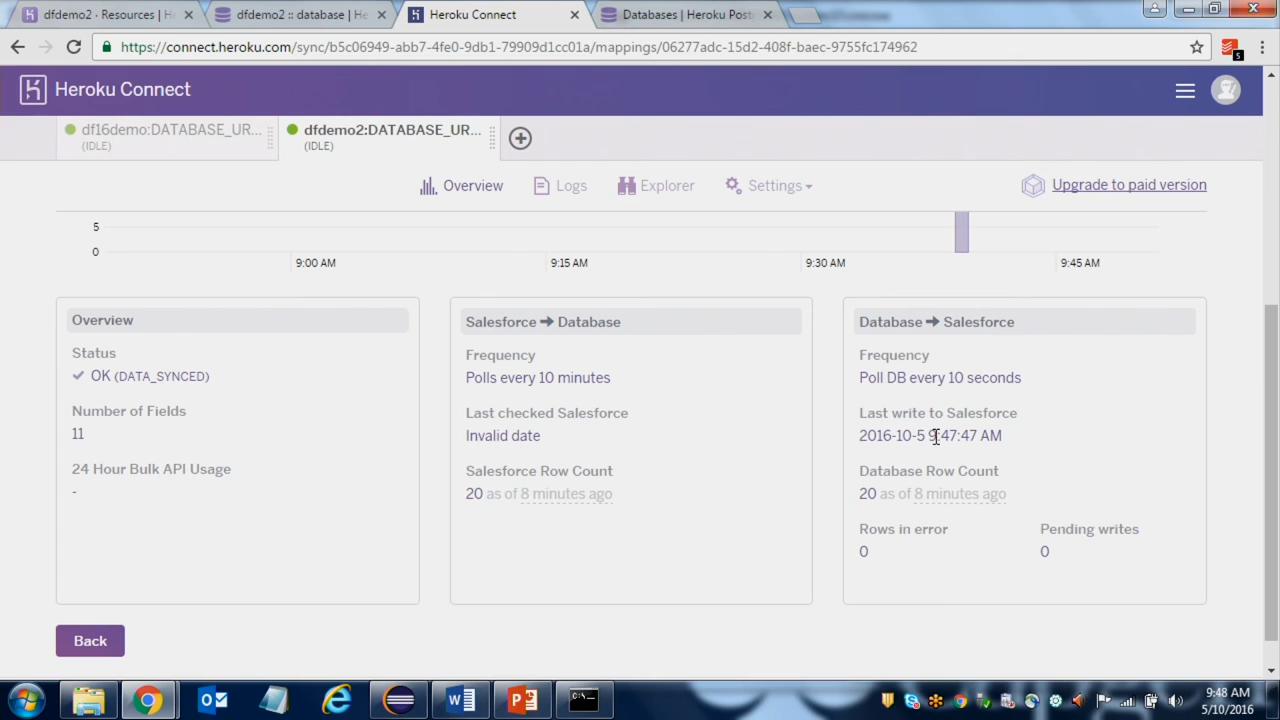 dfdemo2 · Resources | H
dfdemo2 :: database | He
Heroku Connect
Databases | Heroku Post
https://connect.heroku.com/sync/b5c06949-abb7-4fe0-9db1-79909d1cc01a/mappings/06277adc-15d2-408f-baec-9755fc174962
5
Heroku Connect
df16demo:DATABASE_UR...
(IDLE)
dfdemo2:DATABASE_UR...
(IDLE)
Overview
Logs
Explorer
Settings
Upgrade to paid version
5
0
9:00 AM
9:15 AM
9:30 AM
9:45 AM
Overview
Status
OK (DATA_SYNCED)
Number of Fields
11
24 Hour Bulk API Usage
-
Salesforce ➔ Database
Frequency
Polls every 10 minutes
Last checked Salesforce
Invalid date
Salesforce Row Count
20 as of 8 minutes ago
Database ➔ Salesforce
Frequency
Poll DB every 10 seconds
Last write to Salesforce
2016-10-5 9:47:47 AM
Database Row Count
20 as of 8 minutes ago
Rows in error
Pending writes
0
0
Back
9:48 AM
5/10/2016